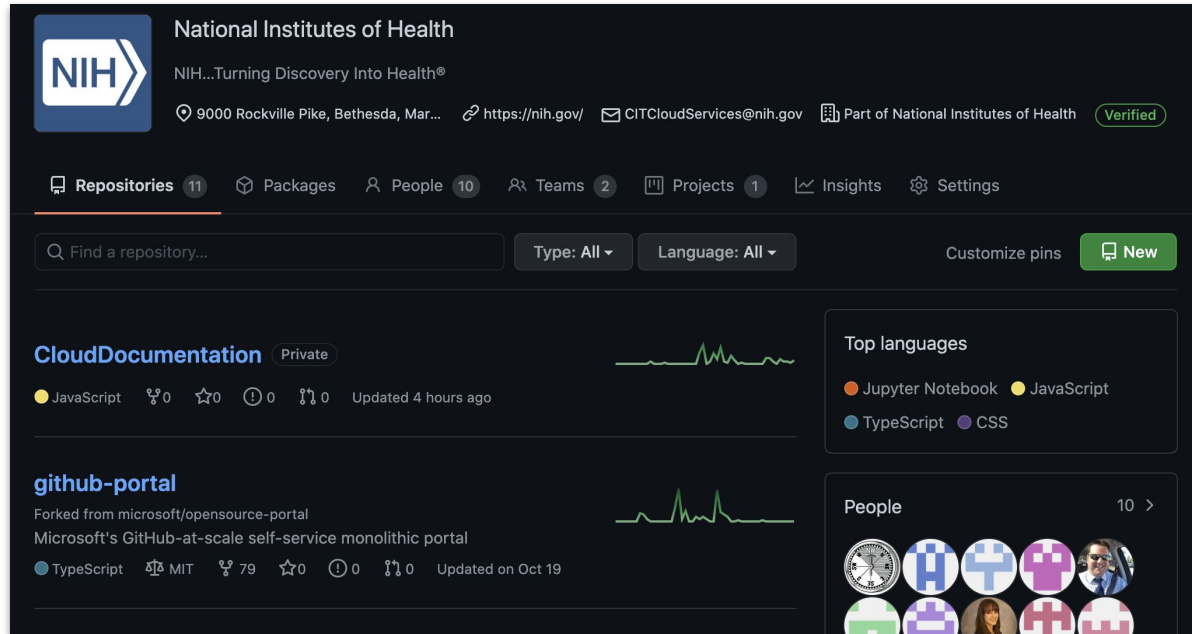 NIH
National Institutes of Health
NIH...Turning Discovery Into Health®
9000 Rockville Pike, Bethesda, Mar... https://nih.gov/ CITCloudServices@nih.gov Part of National Institutes of Health Verified
Repositories 11 Packages People 10 Teams 2 Projects 1 Insights Settings
Find a repository... Type: All Language: All Customize pins New
CloudDocumentation Private
JavaScript 0 0 0 0 Updated 4 hours ago
github-portal
Forked from microsoft/opensource-portal
Microsoft's GitHub-at-scale self-service monolithic portal
TypeScript MIT 79 0 0 0 Updated on Oct 19
Top languages
Jupyter Notebook JavaScript
TypeScript CSS
People 10